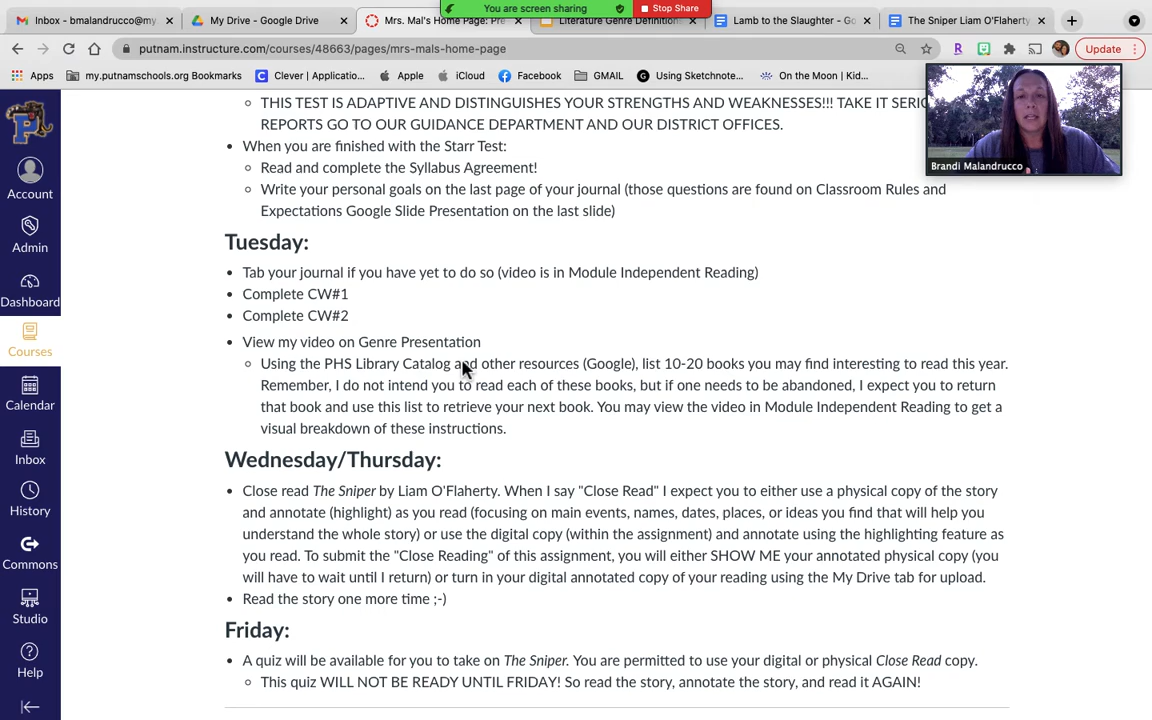 Inbox - bmalandrucco@my.
My Drive - Google Drive
Mrs. Mal's Home Page: Pre
Literature Genre Definition
Lamb to the Slaughter - Go
The Sniper Liam O'Flaherty
You are screen sharing
Stop Share
putnam.instructure.com/courses/48663/pages/mrs-mals-home-page
Update
Apps
my.putnamschools.org Bookmarks
Clever | Applicatio...
Apple
iCloud
Facebook
GMAIL
Using Sketchnote...
On the Moon | Kid...
Brandi Malandrucco
Account
Admin
Dashboard
Courses
Calendar
Inbox
History
Commons
Studio
Help
THIS TEST IS ADAPTIVE AND DISTINGUISHES YOUR STRENGTHS AND WEAKNESSES!!! TAKE IT
REPORTS GO TO OUR GUIDANCE DEPARTMENT AND OUR DISTRICT OFFICES.
When you are finished with the Starr Test:
Read and complete the Syllabus Agreement!
Write your personal goals on the last page of your journal (those questions are found on Classroom Rules and
Expectations Google Slide Presentation on the last slide)
Tuesday:
Tab your journal if you have yet to do so (video is in Module Independent Reading)
Complete CW#1
Complete CW#2
View my video on Genre Presentation
Using the PHS Library Catalog and other resources (Google), list 10-20 books you may find interesting to read this year.
Remember, I do not intend you to read each of these books, but if one needs to be abandoned, I expect you to return
that book and use this list to retrieve your next book. You may view the video in Module Independent Reading to get a
visual breakdown of these instructions.
Wednesday/Thursday:
Close read The Sniper by Liam O'Flaherty. When I say "Close Read" I expect you to either use a physical copy of the story
and annotate (highlight) as you read (focusing on main events, names, dates, places, or ideas you find that will help you
understand the whole story) or use the digital copy (within the assignment) and annotate using the highlighting feature as
you read. To submit the "Close Reading" of this assignment, you will either SHOW ME your annotated physical copy (you
will have to wait until I return) or turn in your digital annotated copy of your reading using the My Drive tab for upload.
Read the story one more time ;-)
Friday:
A quiz will be available for you to take on The Sniper. You are permitted to use your digital or physical Close Read copy.
This quiz WILL NOT BE READY UNTIL FRIDAY! So read the story, annotate the story, and read it AGAIN!